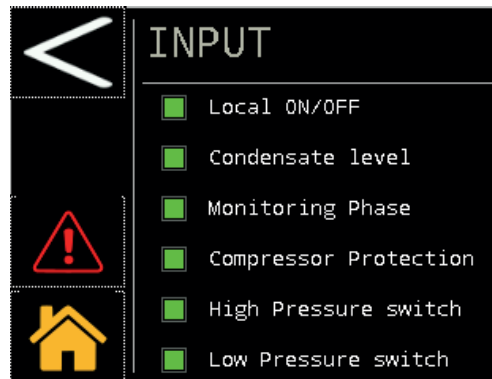 INPUT
Local ON/OFF
Condensate level
Monitoring Phase
Compressor Protection
High Pressure switch
Low Pressure switch